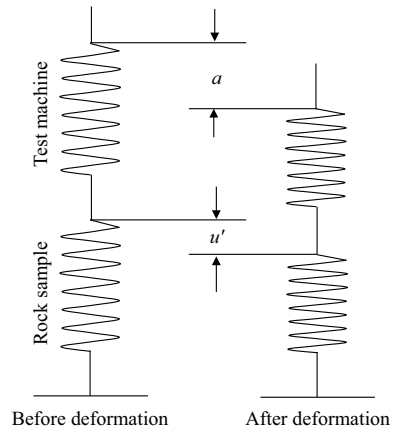 a
Test machine
u′
Rock sample
Before deformation
After deformation